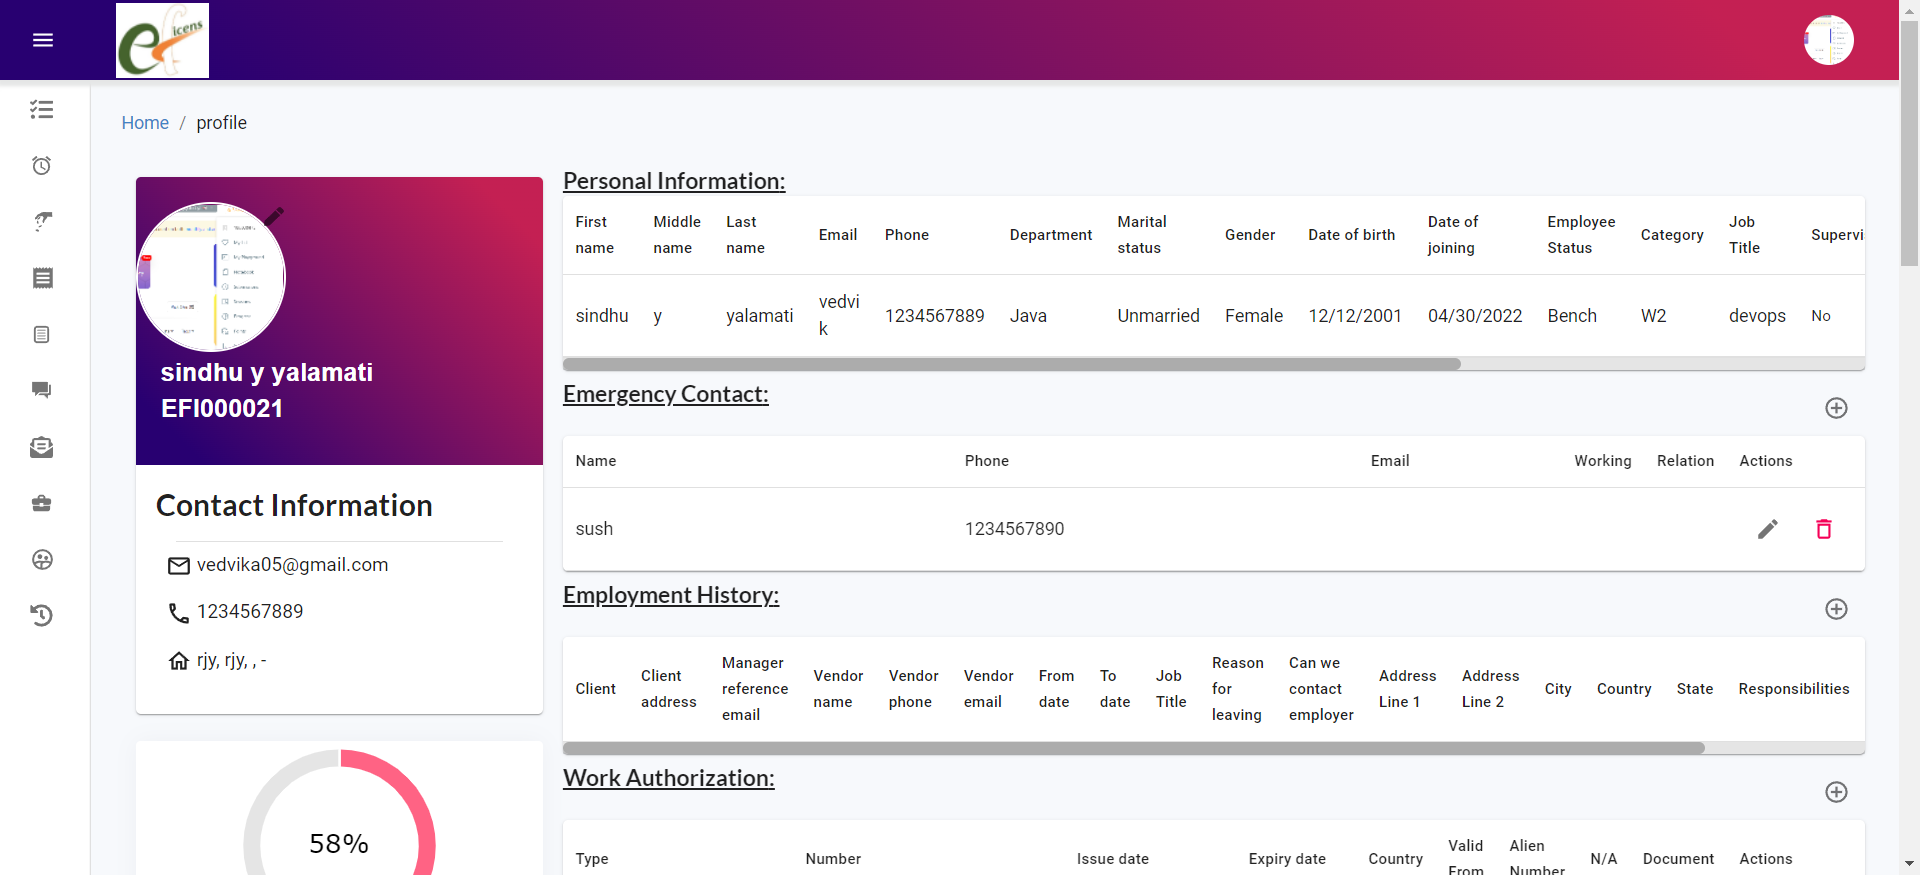 eficens
Home / profile
sindhu y yalamati
EFI000021
Contact Information
vedvika05@gmail.com
1234567889
rjy, rjy, , -
58%
Personal Information:
First name Middle name Last name Email Phone Department Marital status Gender Date of birth Date of joining Employee Status Category Job Title Supervi
sindhu y yalamati vedvik 1234567889 Java Unmarried Female 12/12/2001 04/30/2022 Bench W2 devops No
Emergency Contact:
Name Phone Email Working Relation Actions
sush 1234567890
Employment History:
Client Client address Manager reference email Vendor name Vendor phone Vendor email From date To date Job Title Reason for leaving Can we contact employer Address Line 1 Address Line 2 City Country State Responsibilities
Work Authorization:
Type Number Issue date Expiry date Country Valid From Alien Number N/A Document Actions